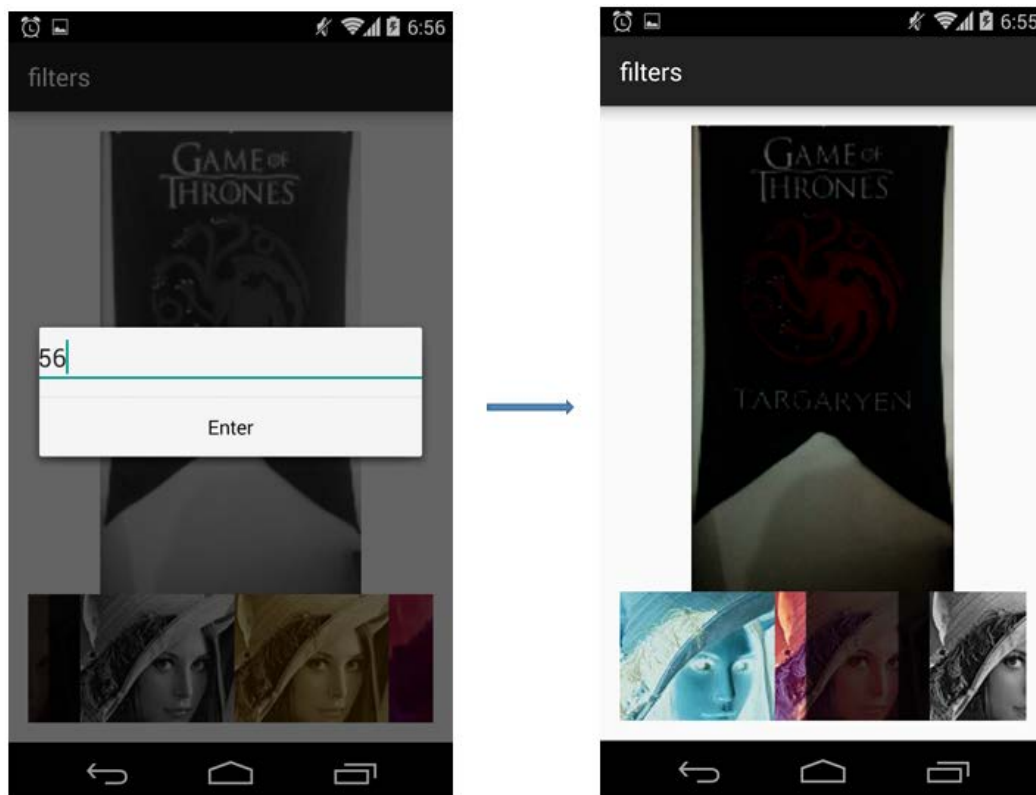 6:56
filters
GAME OF
THRONES
56
Enter
6:55
filters
GAME OF
THRONES
TARGARYEN